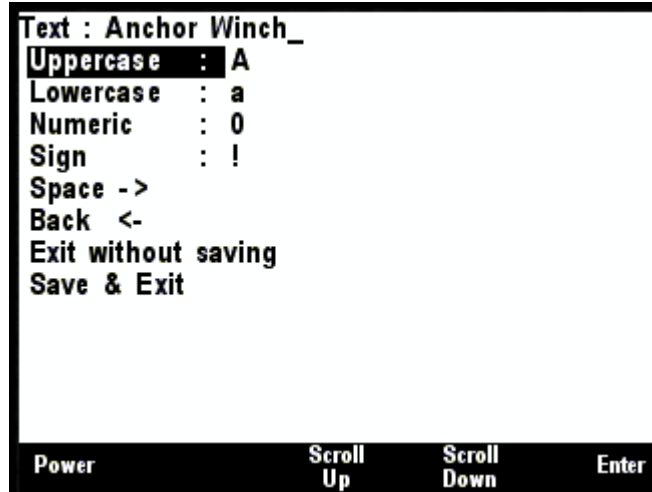 Text : Anchor Winch_
Uppercase : A
Lowercase : a
Numeric : 0
Sign : !
Space ->
Back <-
Exit without saving
Save & Exit
Power Scroll Up Scroll Down Enter